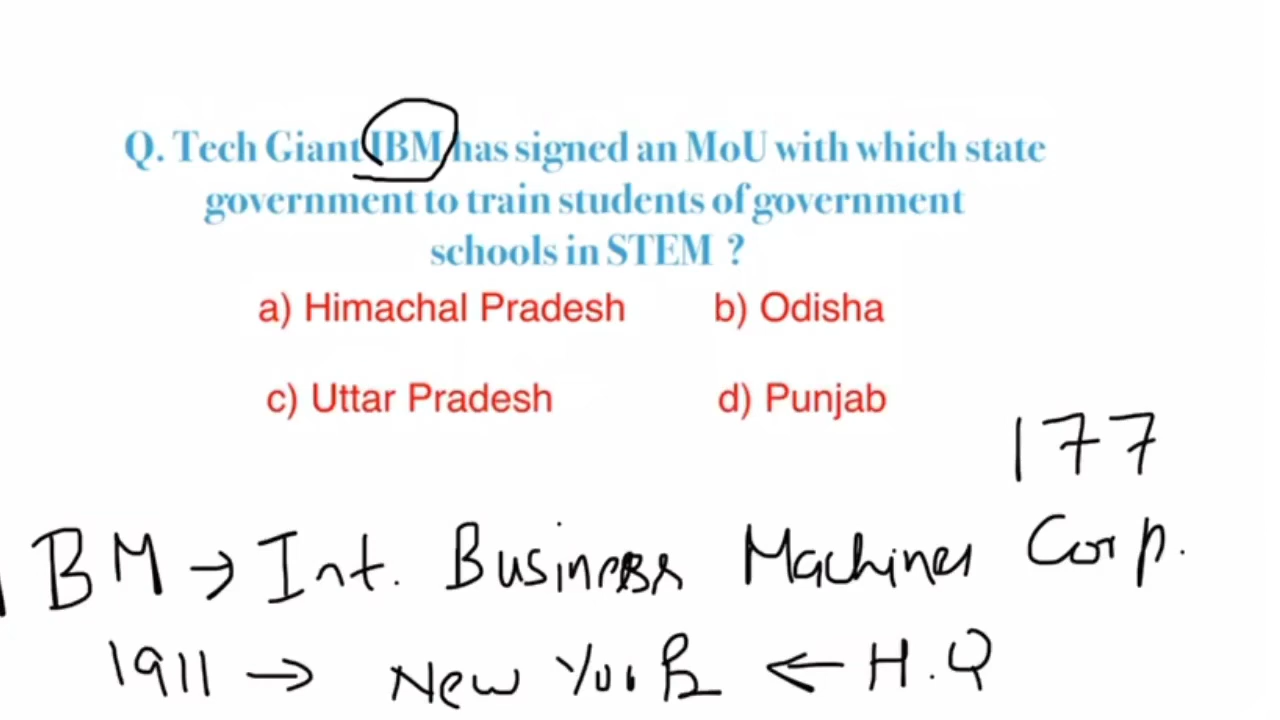 Q. Tech Giant IBM has signed an MoU with which state
government to train students of government
schools in STEM ?
a) Himachal Pradesh b) Odisha
c) Uttar Pradesh d) Punjab
177
IBM → Int. Business Machines Corp.
1911 → New York ← H.Q